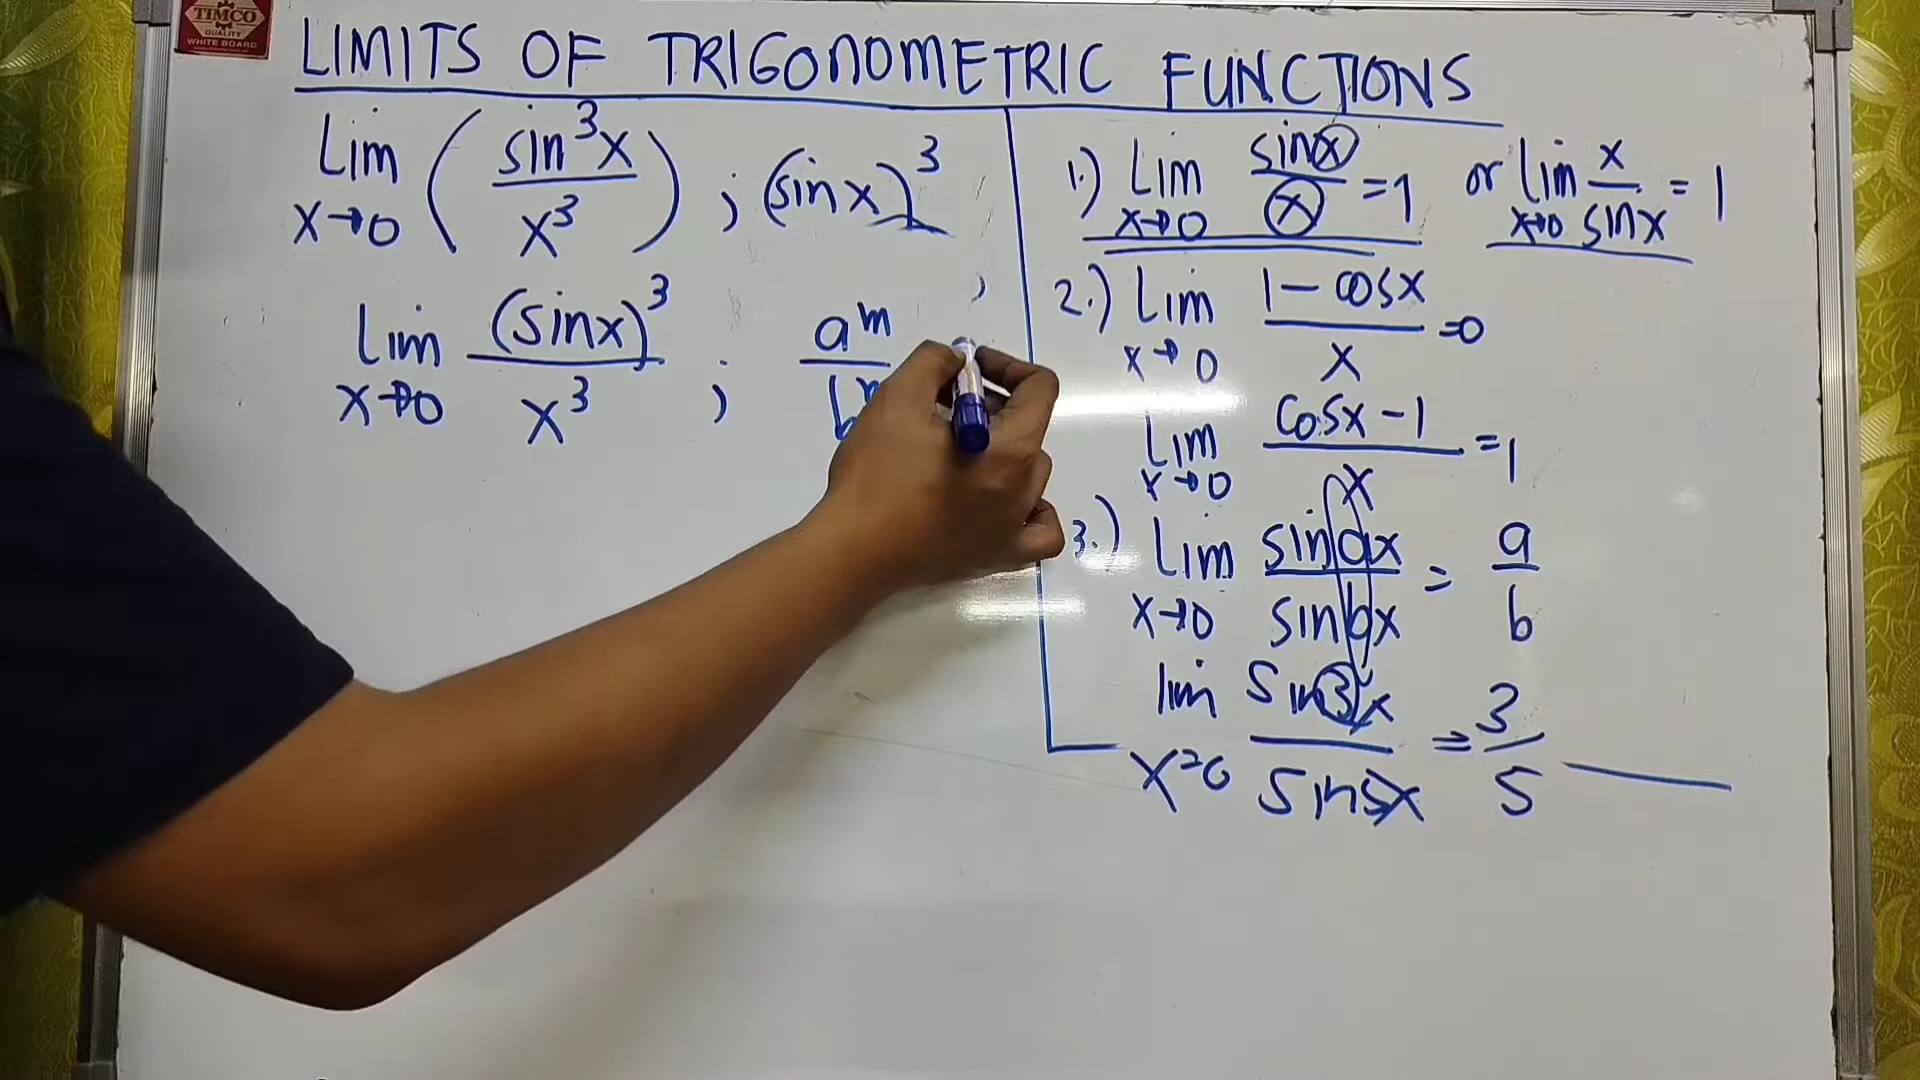 TIMCO
QUALITY
WHITE BOARD
LIMITS OF TRIGONOMETRIC FUNCTIONS
Lim x→0 (sin³x / x³) ; (sinx)³
Lim x→0 (sinx)³ / x³ ; aᵐ / bᵐ
1.) Lim x→0 sinx / x =1 or lim x→0 x / sinx = 1
2.) Lim x→0 1-cosx / x =0
Lim x→0 cosx-1 / x =1
3.) Lim x→0 sinax / sinbx = a / b
lim x→0 sin3x / sin5x = 3 / 5